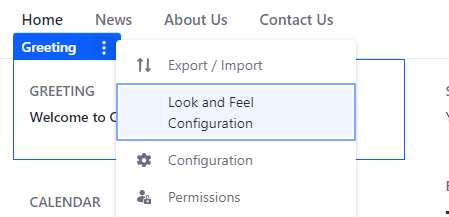 Home News About Us Contact Us
Greeting
Export / Import
GREETING
Look and Feel
Welcome to
Configuration
Configuration
CALENDAR
Permissions